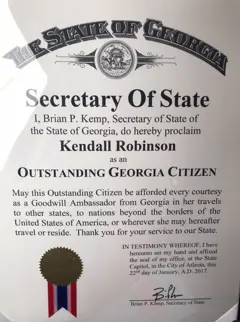 THE STATE OF GEORGIA
Secretary Of State
I, Brian P. Kemp, Secretary of State of
the State of Georgia, do hereby proclaim
Kendall Robinson
as an
OUTSTANDING GEORGIA CITIZEN
May this Outstanding Citizen be afforded every courtesy
as a Goodwill Ambassador from Georgia in her travels
to other states, to nations beyond the borders of the
United States of America, or wherever she may hereafter
travel or reside. Thank you for your service to our State.
IN TESTIMONY WHEREOF, I have
hereunto set my hand and affixed
the seal of my office, at the State
Capitol, in the City of Atlanta, this
22nd day of January, A.D. 2017.
Brian P. Kemp, Secretary of State